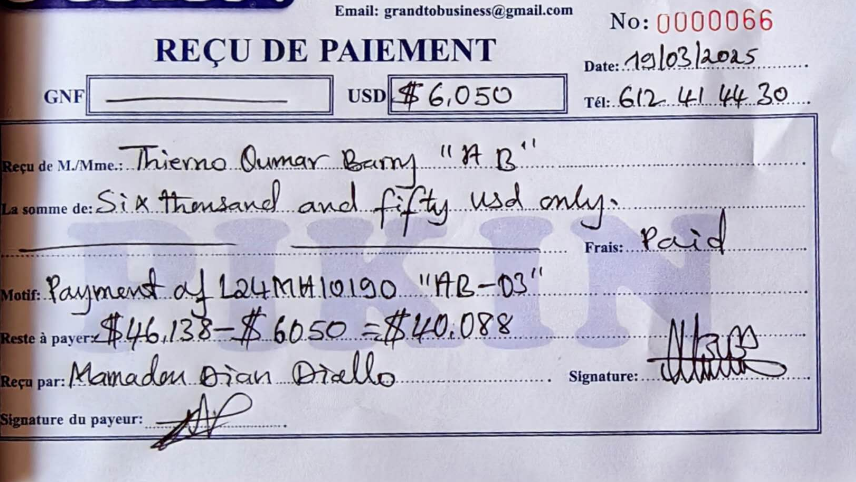 Email: grandtobusiness@gmail.com
No: 0000066
REÇU DE PAIEMENT
Date: 19/03/2025
GNF
USD $ 6,050
Tél: 612 41 44 30
Reçu de M./Mme.: Thierno Oumar Barry "A B"
La somme de: Six thousand and fifty usd only.
Frais: Paid
PIKIN
Motif: Payment of L24MH10190 "AB-03"
Reste à payer: $46,138-$6050=$40,088
Reçu par: Mamadou Dian Diallo
Signature:
Signature du payeur: